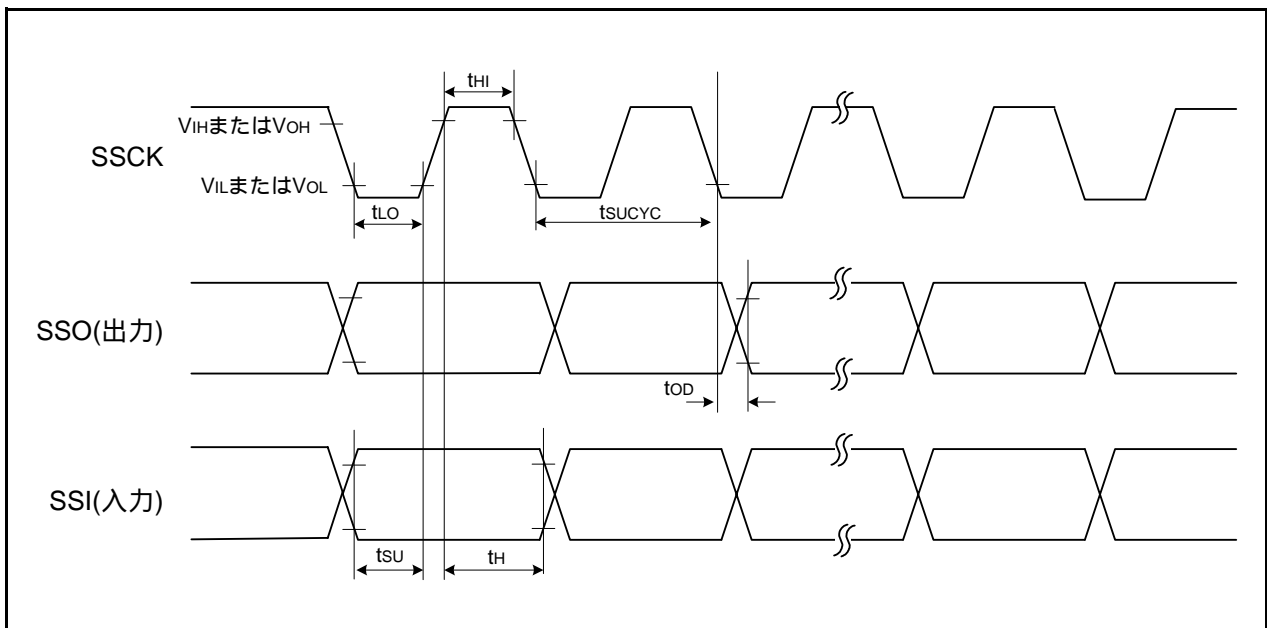 tHI
VIHまたはVOH
SSCK
VILまたはVOL
tLO
tSUCYC
SSO(出力)
tOD
SSI(入力)
tSU
tH